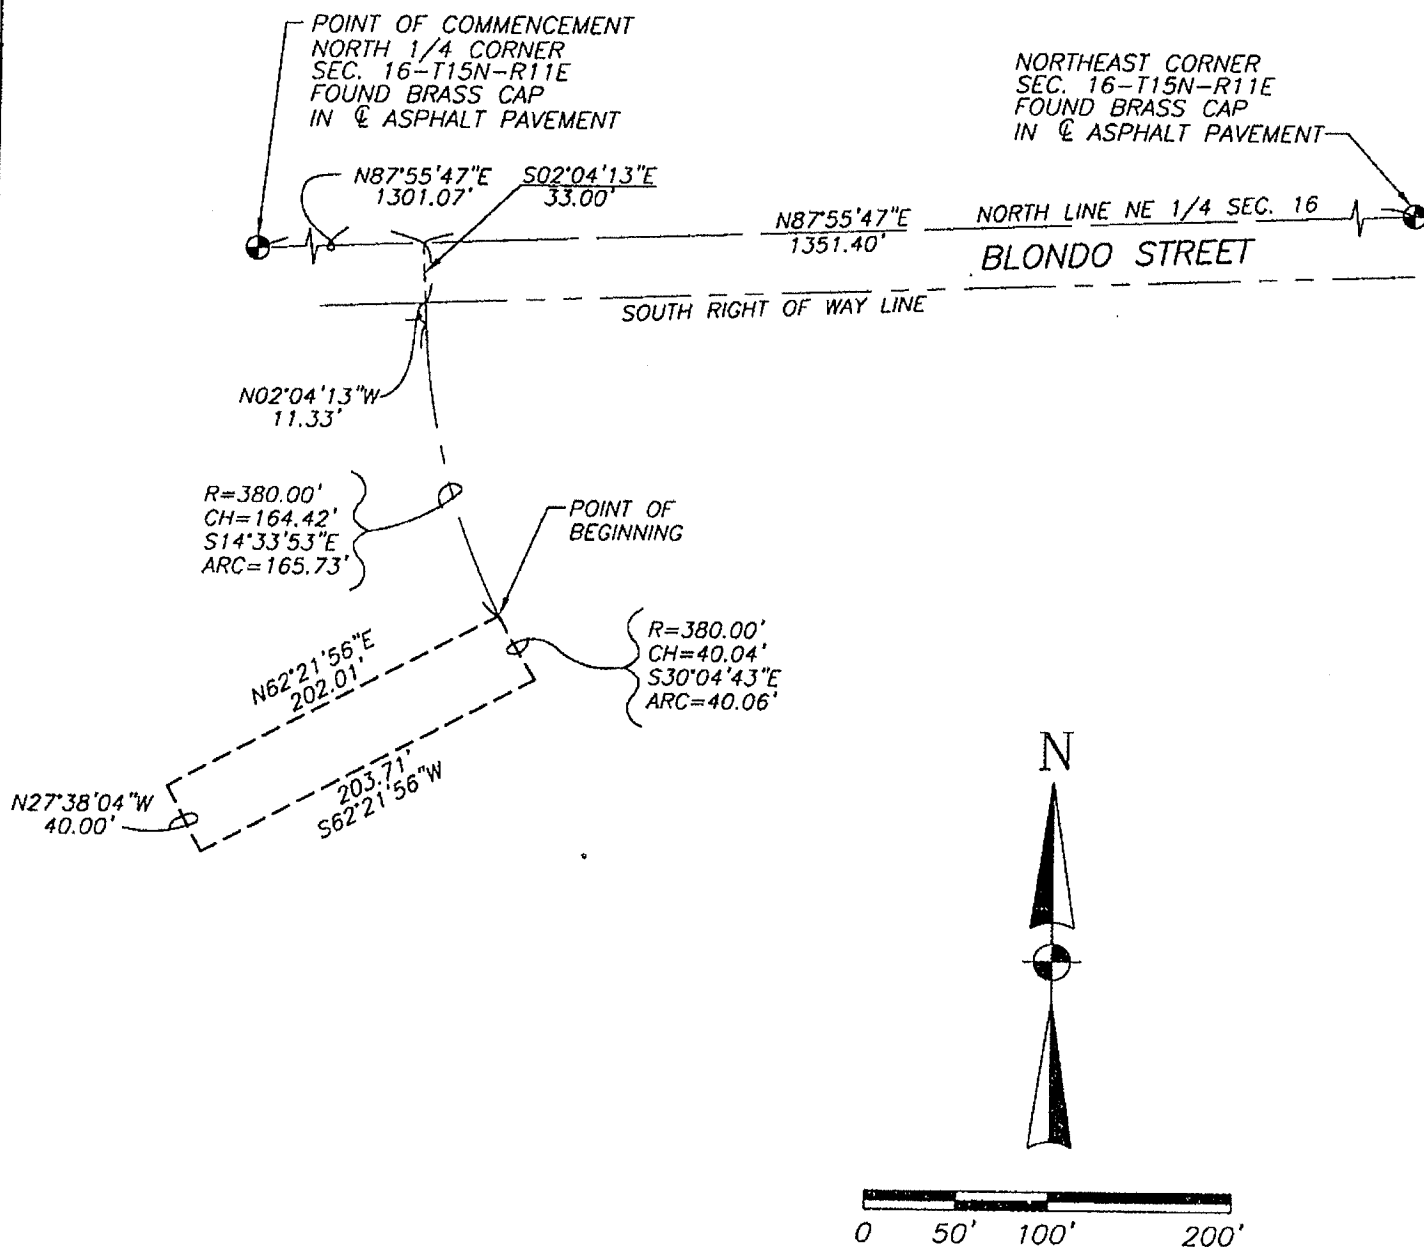 POINT OF COMMENCEMENT
NORTH 1/4 CORNER
SEC. 16-T15N-R11E
FOUND BRASS CAP
IN ℄ ASPHALT PAVEMENT
NORTHEAST CORNER
SEC. 16-T15N-R11E
FOUND BRASS CAP
IN ℄ ASPHALT PAVEMENT
N87°55'47"E
1301.07'
S02°04'13"E
33.00'
N87°55'47"E
1351.40'
NORTH LINE NE 1/4 SEC. 16
BLONDO STREET
SOUTH RIGHT OF WAY LINE
N02°04'13"W
11.33'
R=380.00'
CH=164.42'
S14°33'53"E
ARC=165.73'
POINT OF
BEGINNING
R=380.00'
CH=40.04'
S30°04'43"E
ARC=40.06'
N62°21'56"E
202.01'
203.71'
S62°21'56"W
N27°38'04"W
40.00'
N
0 50' 100' 200'